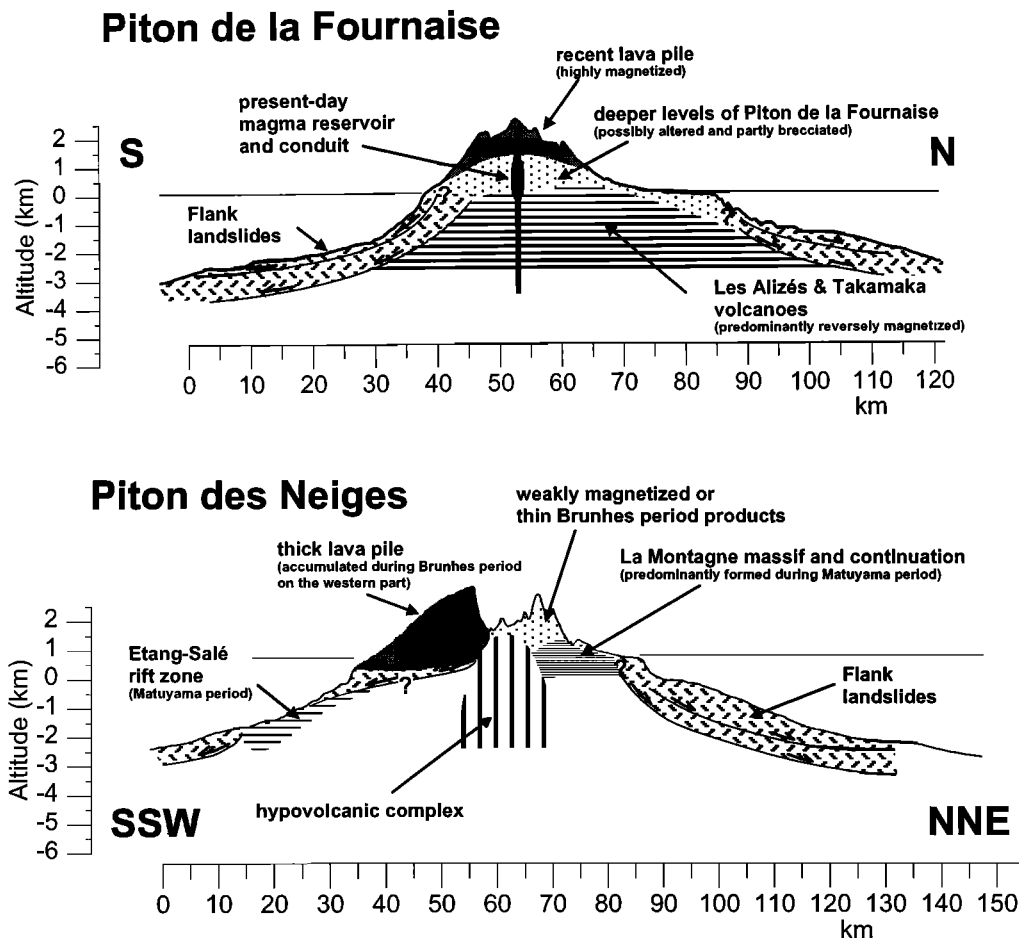 Piton de la Fournaise
recent lava pile
(highly magnetized)
present-day
magma reservoir
and conduit
deeper levels of Piton de la Fournaise
(possibly altered and partly brecciated)
S
N
2
1
0
-1
-2
-3
-4
-5
-6
Altitude (km)
Flank
landslides
Les Alizés & Takamaka
volcanoes
(predominantly reversely magnetized)
0 10 20 30 40 50 60 70 80 90 100 110 120
km
Piton des Neiges
weakly magnetized or
thin Brunhes period products
thick lava pile
(accumulated during Brunhes period
on the western part)
La Montagne massif and continuation
(predominantly formed during Matuyama period)
2
1
0
-1
-2
-3
-4
-5
-6
Altitude (km)
Etang-Salé
rift zone
(Matuyama period)
?
Flank
landslides
hypovolcanic complex
SSW
NNE
0 10 20 30 40 50 60 70 80 90 100 110 120 130 140 150
km